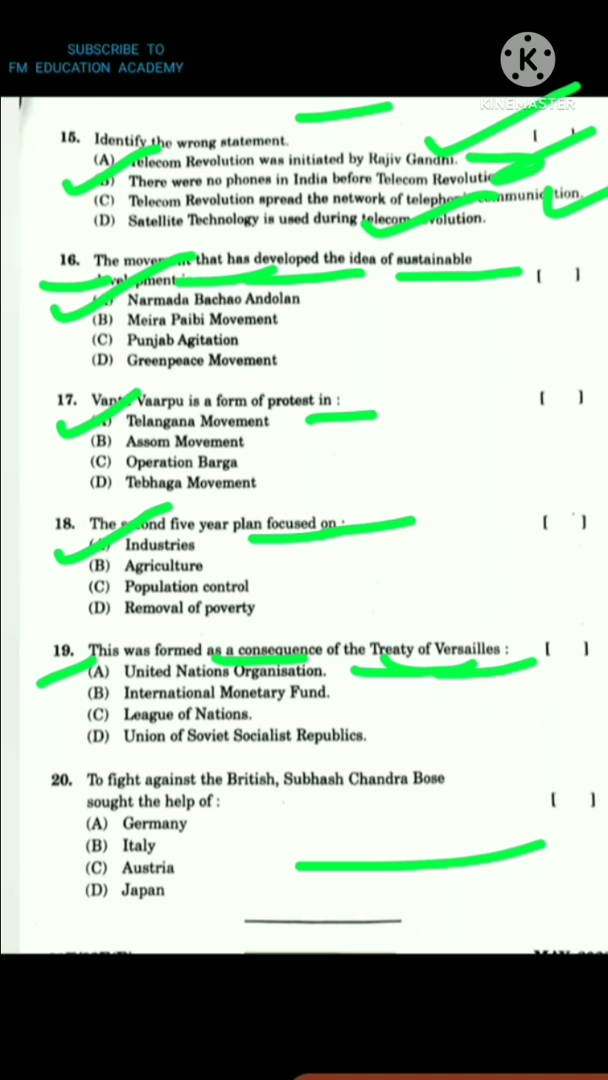 SUBSCRIBE TO
FM EDUCATION ACADEMY
K
KINEMASTER
15. Identify the wrong statement. [ ]
(A) Telecom Revolution was initiated by Rajiv Gandhi.
There were no phones in India before Telecom
(C) Telecom Revolution spread the network of
(D) Satellite Technology is used during
16. The that has developed the idea of sustainable
[ ]
Narmada Bachao Andolan
(B) Meira Paibi Movement
(C) Punjab Agitation
(D) Greenpeace Movement
17. Vaarpu is a form of protest in : [ ]
Telangana Movement
(B) Assom Movement
(C) Operation Barga
(D) Tebhaga Movement
18. The five year plan focused on : [ ]
Industries
(B) Agriculture
(C) Population control
(D) Removal of poverty
19. This was formed as a consequence of the Treaty of Versailles : [ ]
(A) United Nations Organisation.
(B) International Monetary Fund.
(C) League of Nations.
(D) Union of Soviet Socialist Republics.
20. To fight against the British, Subhash Chandra Bose
sought the help of : [ ]
(A) Germany
(B) Italy
(C) Austria
(D) Japan